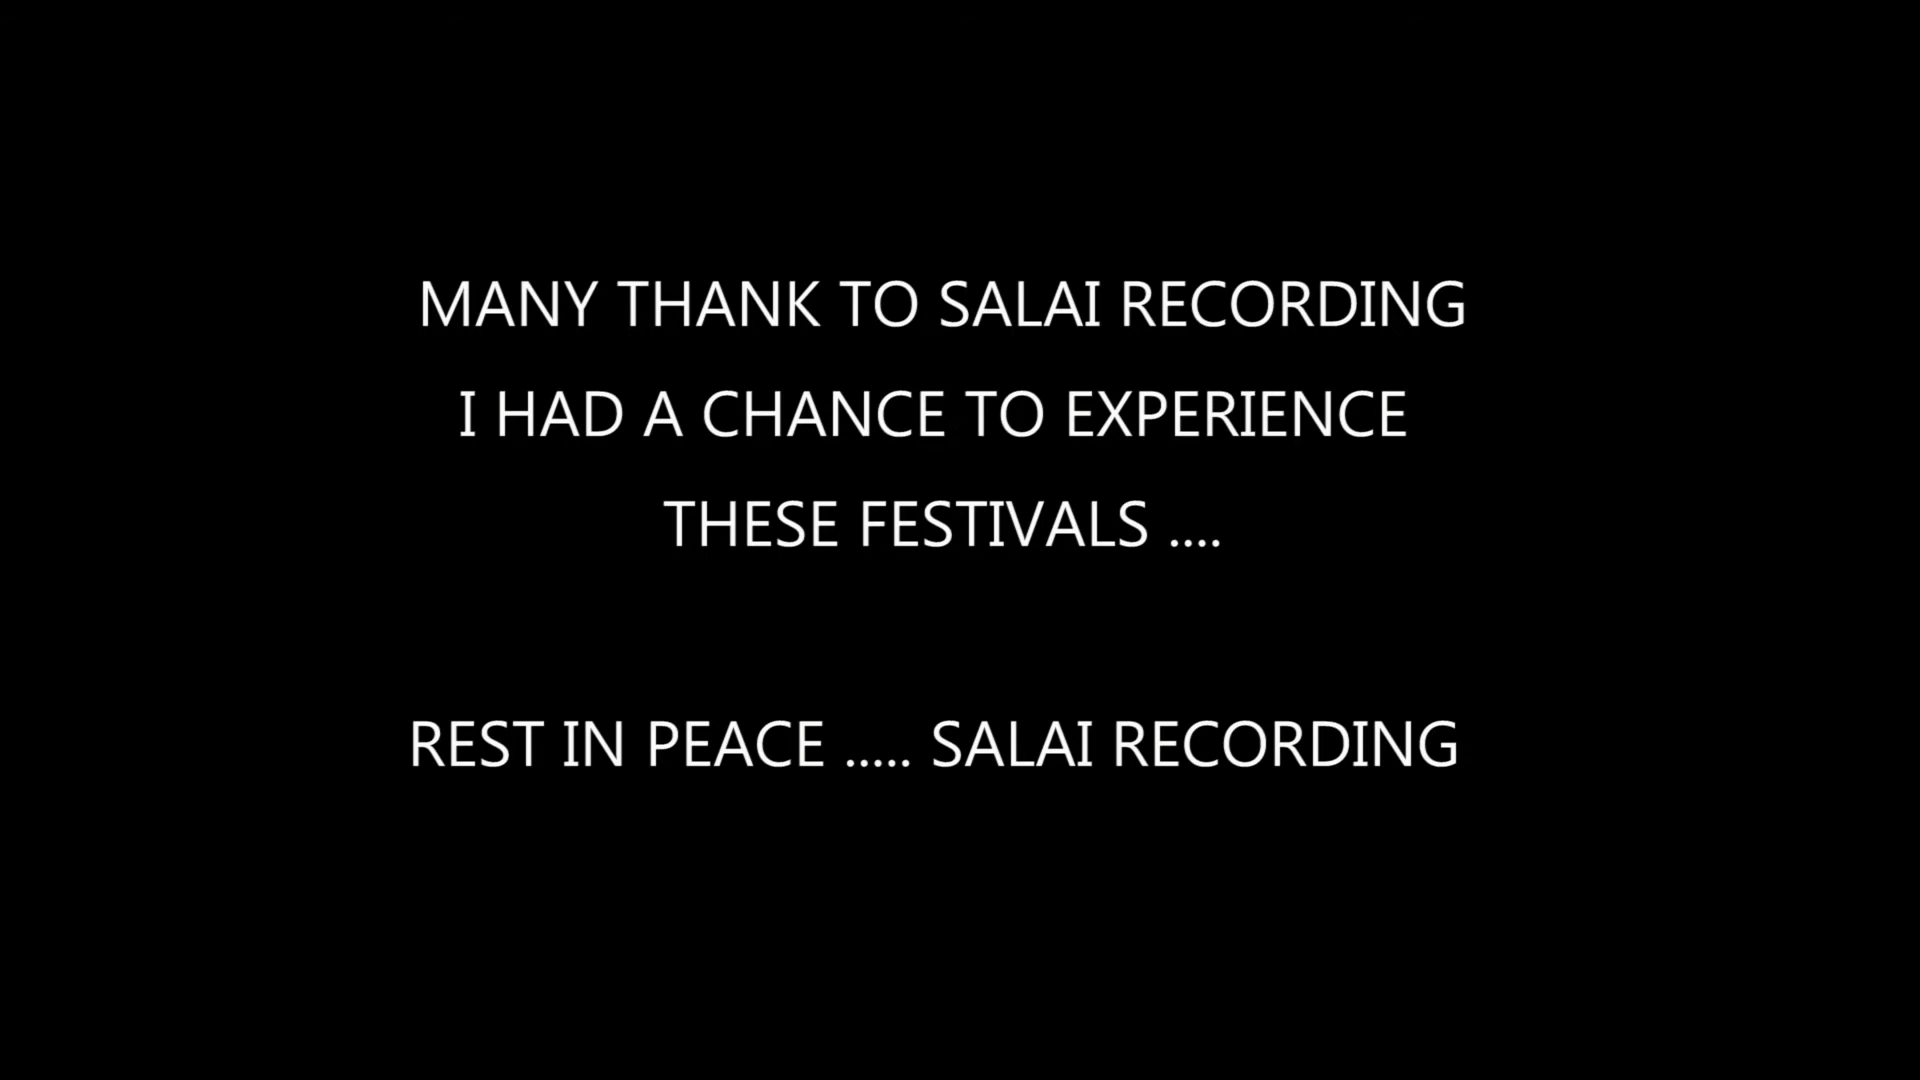 MANY THANK TO SALAI RECORDING
I HAD A CHANCE TO EXPERIENCE
THESE FESTIVALS ....
REST IN PEACE ..... SALAI RECORDING